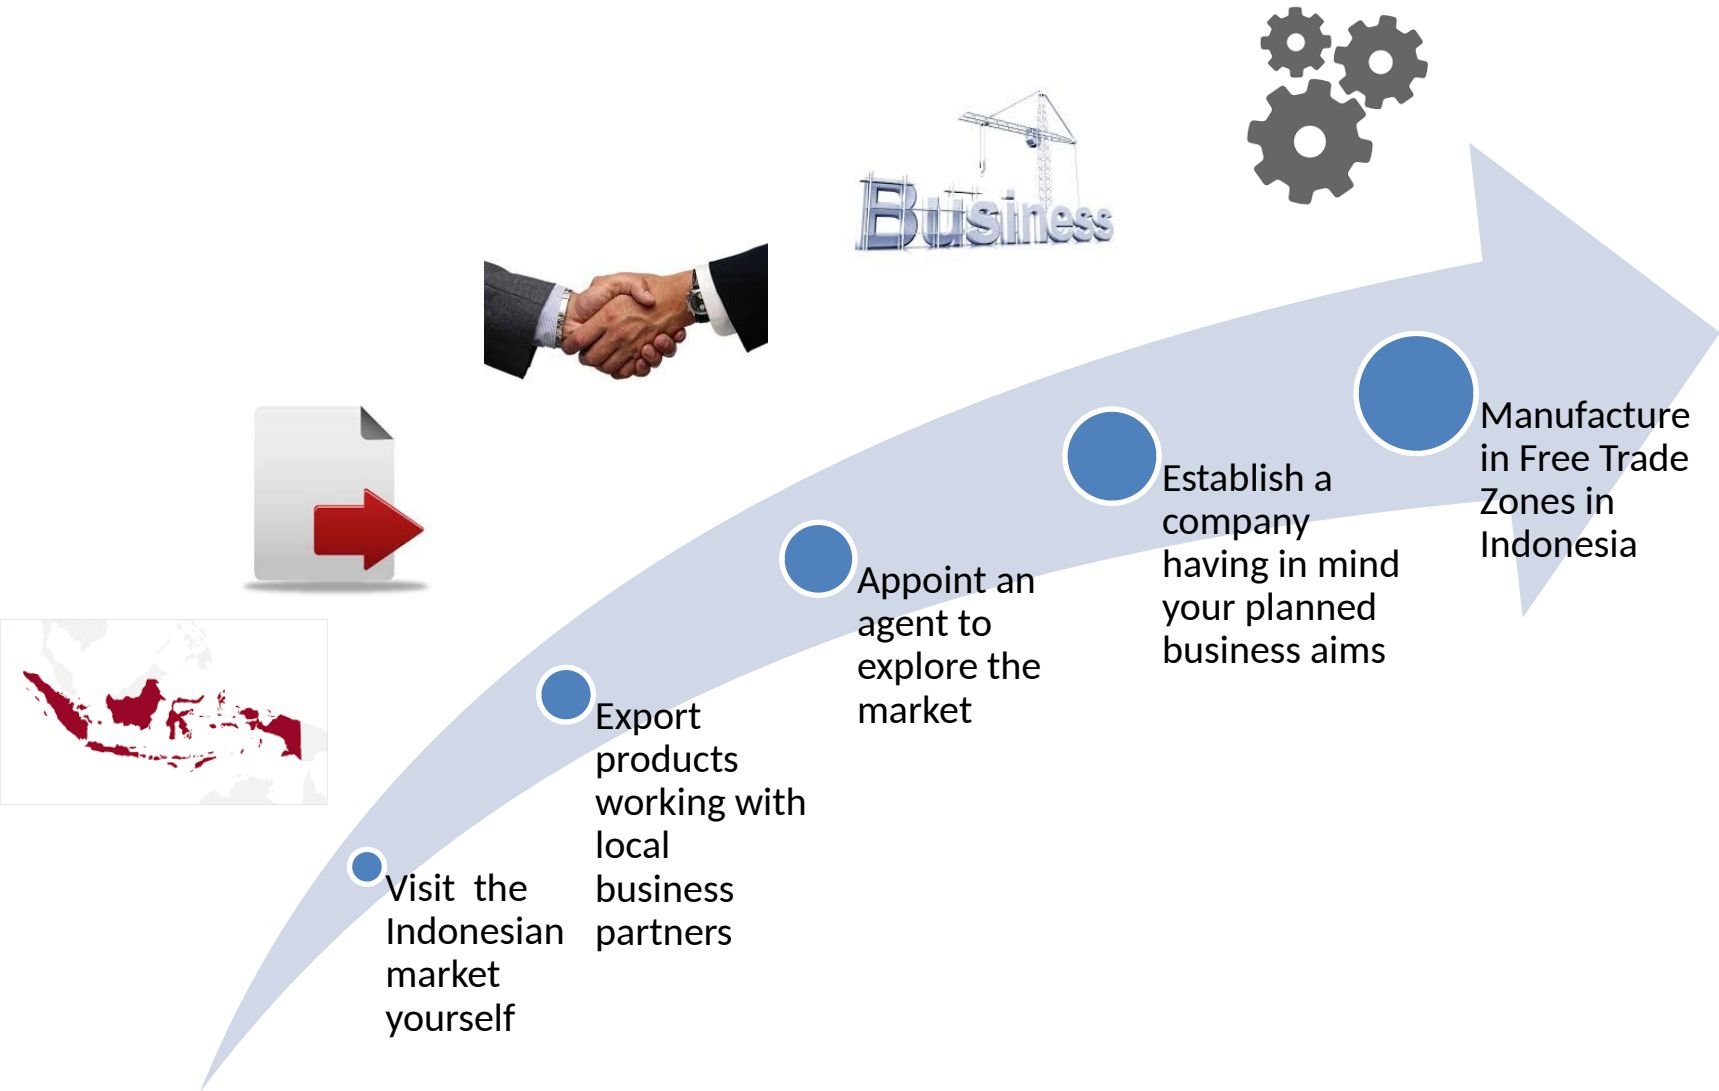 Business
Visit  the
Indonesian
market
yourself
Export
products
working with
local
business
partners
Appoint an
agent to
explore the
market
Establish a
company
having in mind
your planned
business aims
Manufacture
in Free Trade
Zones in
Indonesia